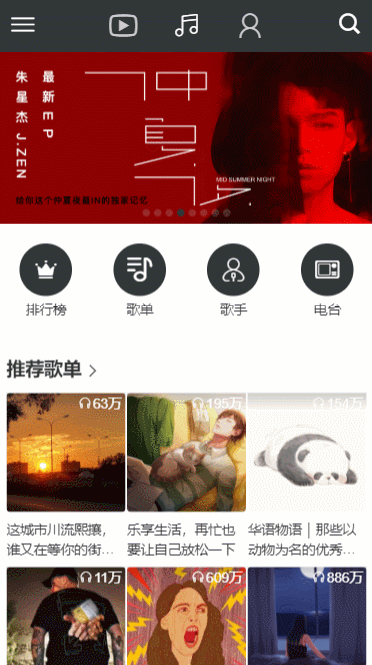 朱星杰 J.ZEN
最新EP
仲夏夜
MID SUMMER NIGHT
给你这个仲夏夜最IN的独家记忆
排行榜
歌单
歌手
电台
推荐歌单 >
63万
195万
154万
这城市川流熙攘，
谁又在等你的街…
乐享生活，再忙也
要让自己放松一下
华语物语｜那些以
动物为名的优秀…
11万
609万
886万